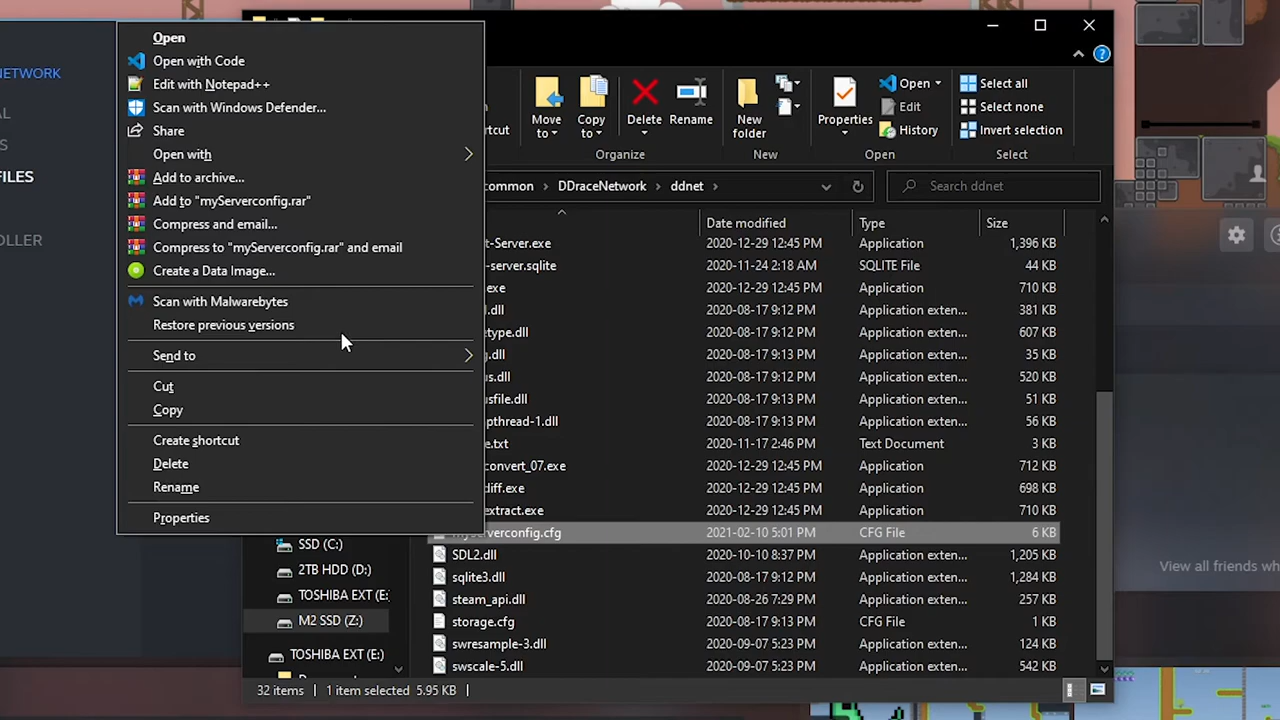 Open
Open with Code
Edit with Notepad++
Scan with Windows Defender...
Share
Open with
Add to archive...
Add to "myServerconfig.rar"
Compress and email...
Compress to "myServerconfig.rar" and email
Create a Data Image...
Scan with Malwarebytes
Restore previous versions
Send to
Cut
Copy
Create shortcut
Delete
Rename
Properties
ETWORK
AL
S
FILES
OLLER
Move to
Copy to
Delete
Rename
New folder
Properties
Open
Edit
History
Select all
Select none
Invert selection
rtcut
Organize
New
Open
Select
common > DDraceNetwork > ddnet >
Search ddnet
Date modified
Type
Size
t-Server.exe 2020-12-29 12:45 PM Application 1,396 KB
-server.sqlite 2020-11-24 2:18 AM SQLITE File 44 KB
.exe 2020-12-29 12:45 PM Application 710 KB
l.dll 2020-08-17 9:12 PM Application exten... 381 KB
etype.dll 2020-08-17 9:12 PM Application exten... 607 KB
g.dll 2020-08-17 9:13 PM Application exten... 35 KB
us.dll 2020-08-17 9:12 PM Application exten... 520 KB
usfile.dll 2020-08-17 9:12 PM Application exten... 51 KB
pthread-1.dll 2020-08-17 9:12 PM Application exten... 56 KB
e.txt 2020-11-17 2:46 PM Text Document 3 KB
convert_07.exe 2020-12-29 12:45 PM Application 712 KB
diff.exe 2020-12-29 12:45 PM Application 698 KB
extract.exe 2020-12-29 12:45 PM Application 710 KB
myServerconfig.cfg 2021-02-10 5:01 PM CFG File 6 KB
SDL2.dll 2020-10-10 8:37 PM Application exten... 1,205 KB
sqlite3.dll 2020-08-17 9:12 PM Application exten... 1,284 KB
steam_api.dll 2020-08-26 7:29 PM Application exten... 257 KB
storage.cfg 2020-08-17 9:13 PM CFG File 1 KB
swresample-3.dll 2020-09-07 5:23 PM Application exten... 124 KB
swscale-5.dll 2020-09-07 5:23 PM Application exten... 542 KB
SSD (C:)
2TB HDD (D:)
TOSHIBA EXT (E:
M2 SSD (Z:)
TOSHIBA EXT (E:)
32 items
1 item selected 5.95 KB
View all friends wh